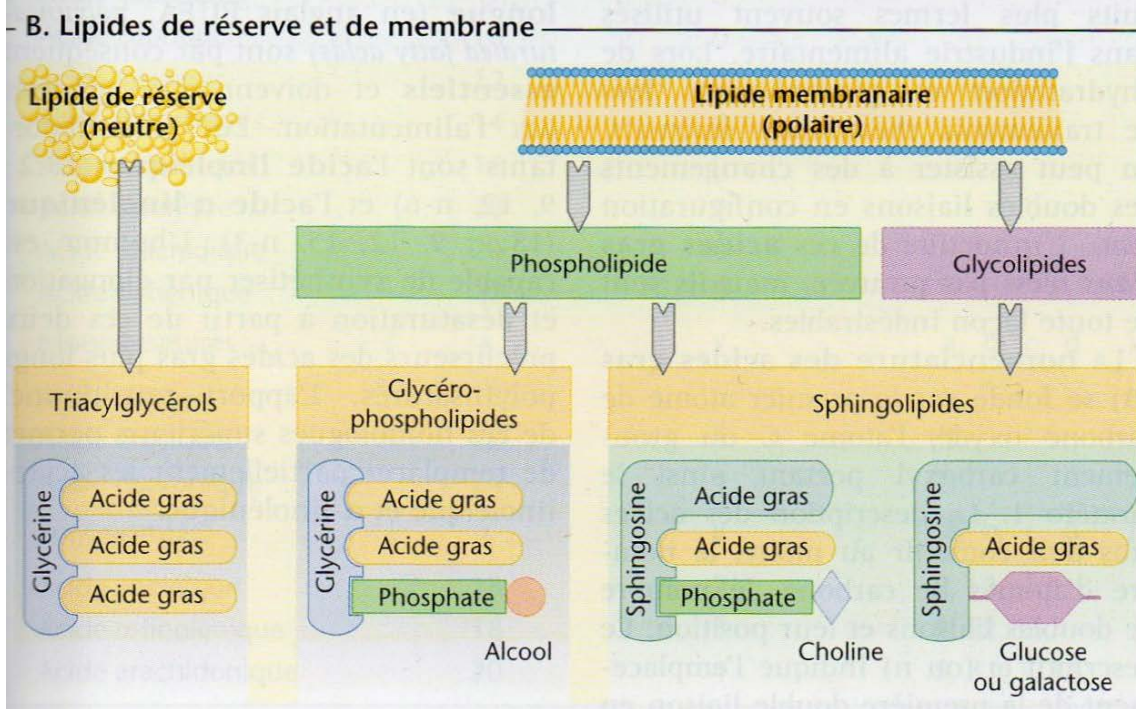 B. Lipides de réserve et de membrane
Lipide de réserve
(neutre)
Lipide membranaire
(polaire)
Phospholipide
Glycolipides
Triacylglycérols
Glycéro-
phospholipides
Sphingolipides
Glycérine
Acide gras
Acide gras
Acide gras
Glycérine
Acide gras
Acide gras
Phosphate
Alcool
Sphingosine
Acide gras
Acide gras
Phosphate
Choline
Sphingosine
Acide gras
Glucose
ou galactose